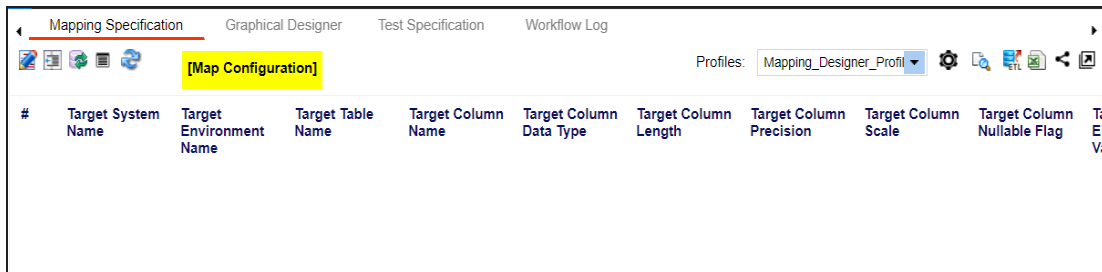 Mapping Specification Graphical Designer Test Specification Workflow Log
[Map Configuration] Profiles: Mapping_Designer_Profil ETL
# Target System Target Target Table Target Column Target Column Target Column Target Column Target Column Target Column
Name Environment Name Name Data Type Length Precision Scale Nullable Flag
Name